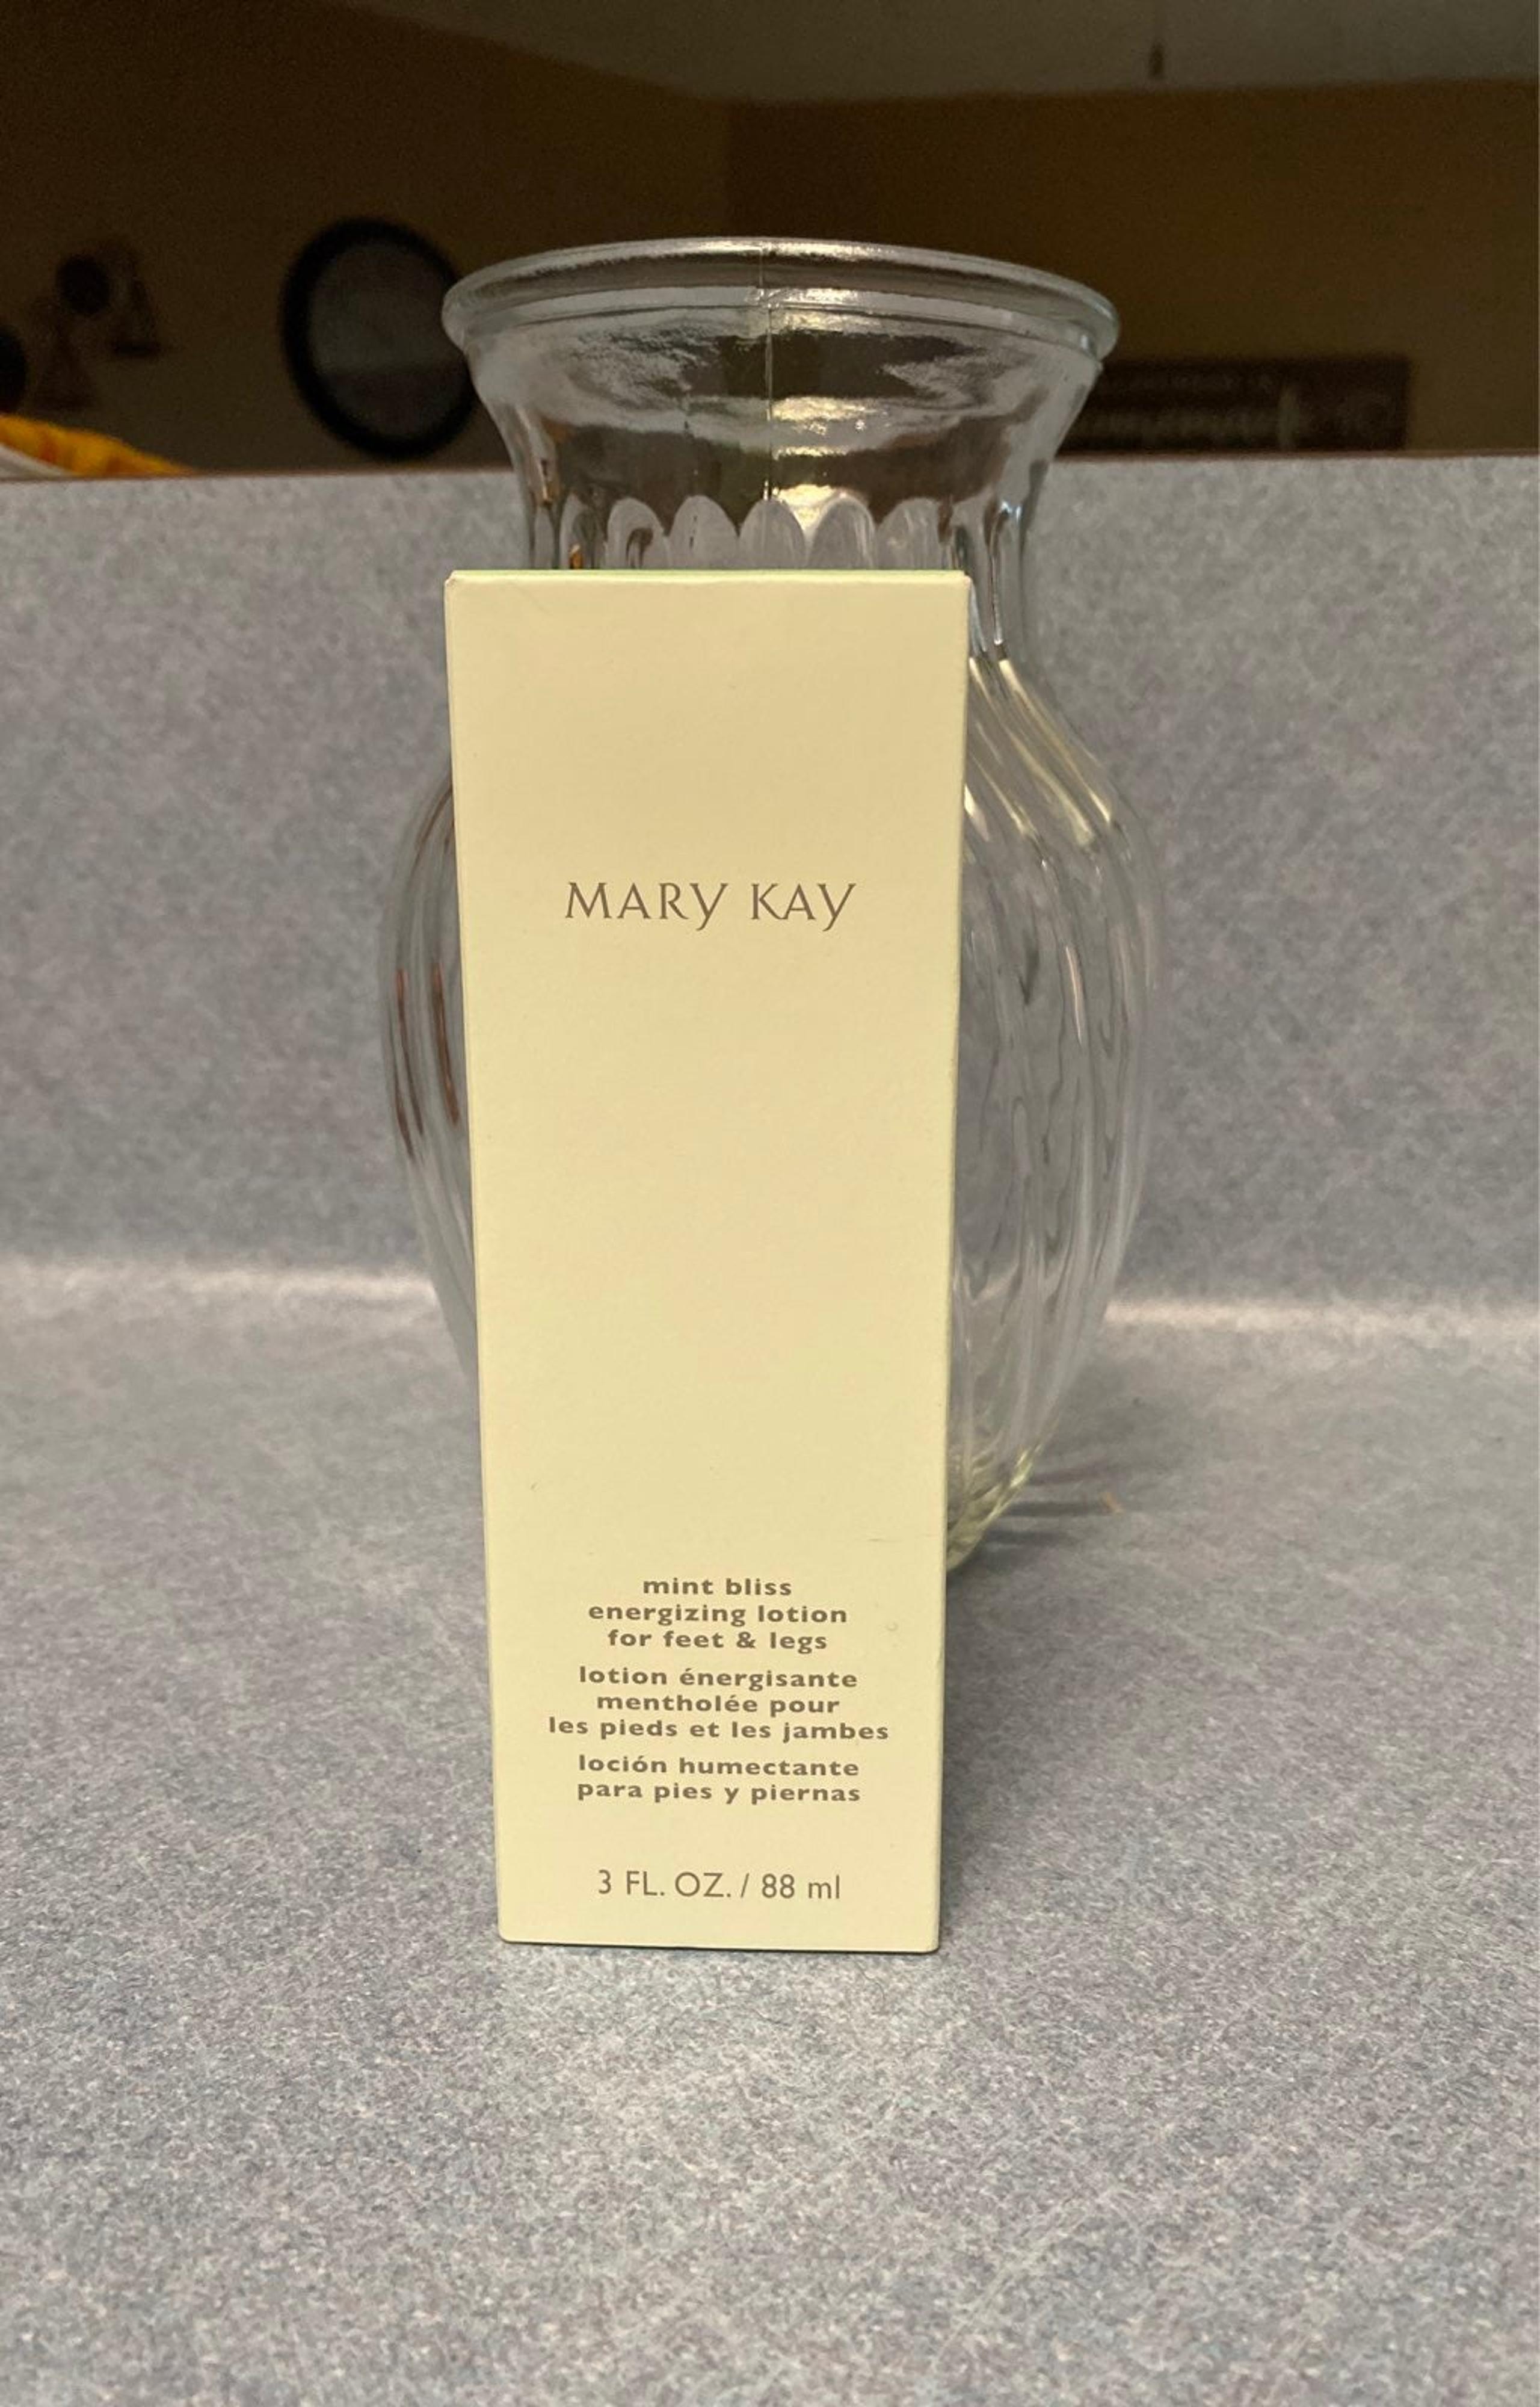 MARY KAY
mint bliss
energizing lotion
for feet & legs
lotion énergisante
mentholée pour
les pieds et les jambes
loción humectante
para pies y piernas
3 FL. OZ. / 88 ml